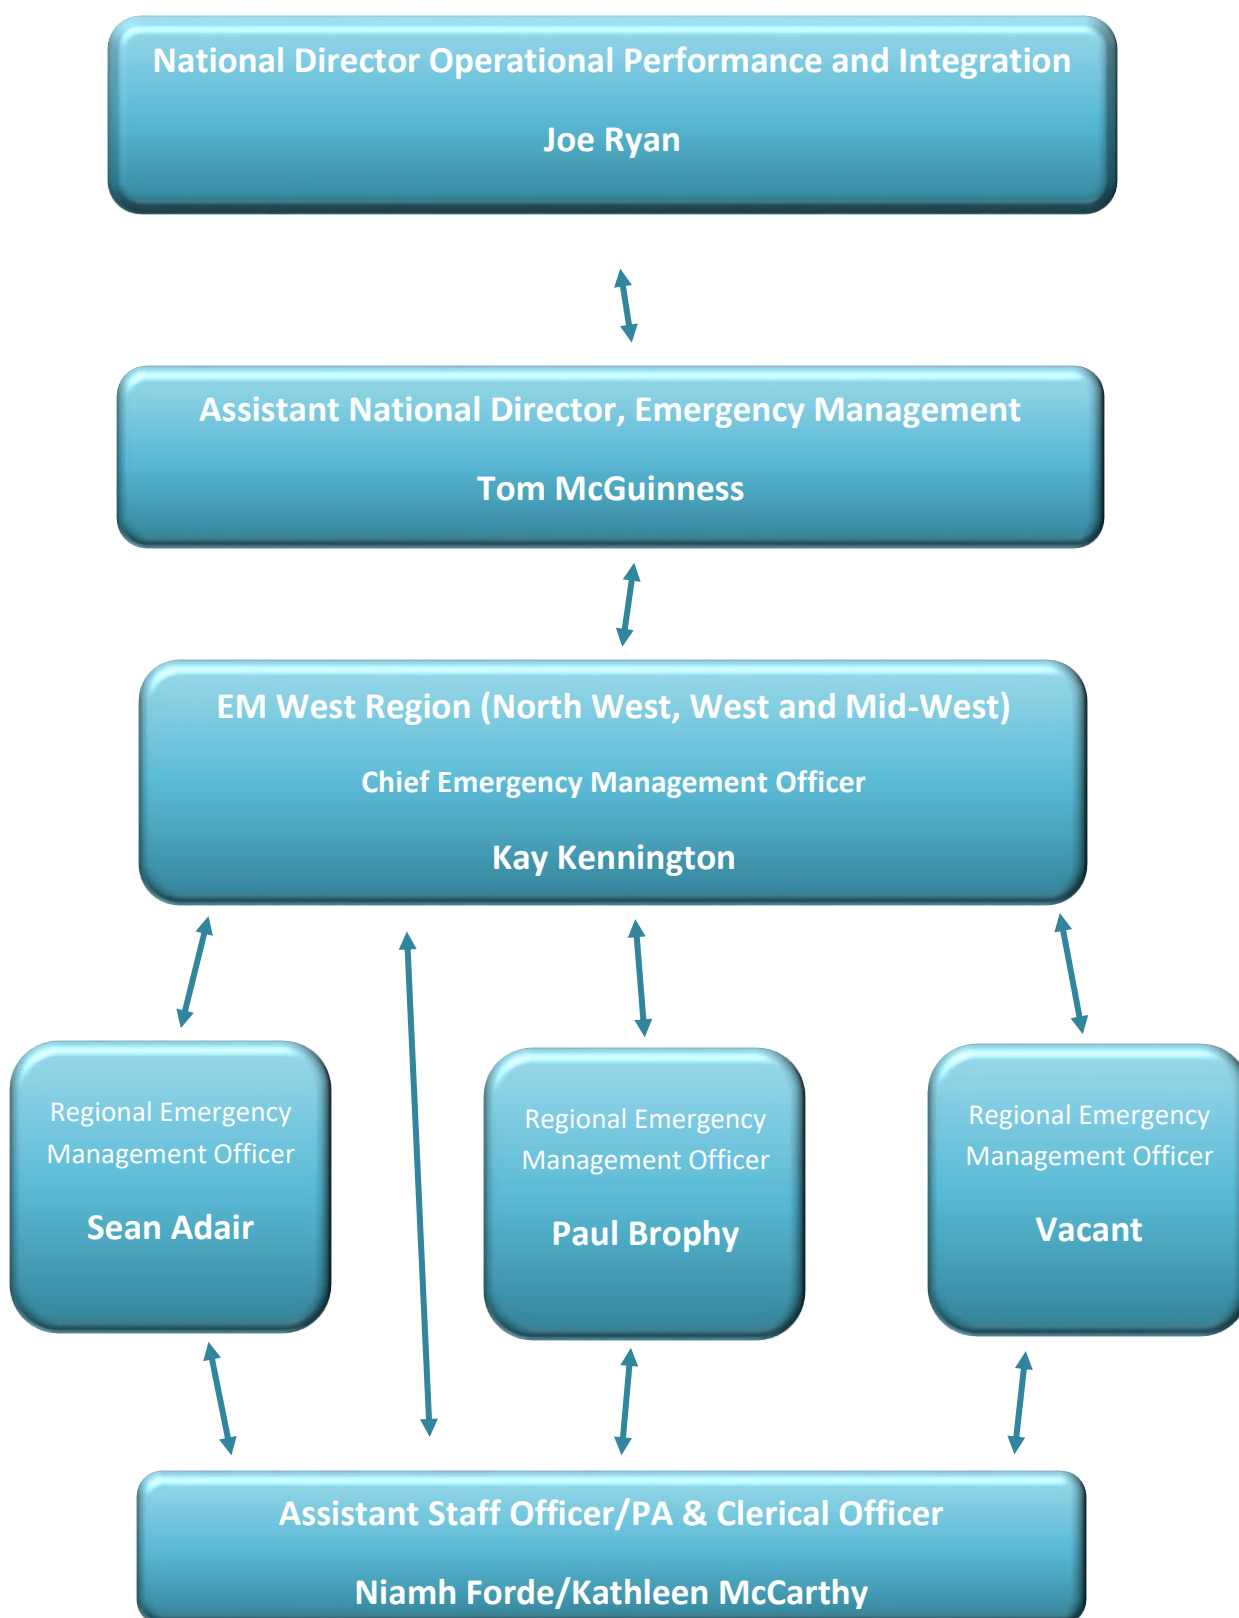 National Director Operational Performance and Integration
Joe Ryan
Assistant National Director, Emergency Management
Tom McGuinness
EM West Region (North West, West and Mid-West)
Chief Emergency Management Officer
Kay Kennington
Regional Emergency
Management Officer
Sean Adair
Regional Emergency
Management Officer
Paul Brophy
Regional Emergency
Management Officer
Vacant
Assistant Staff Officer/PA & Clerical Officer
Niamh Forde/Kathleen McCarthy